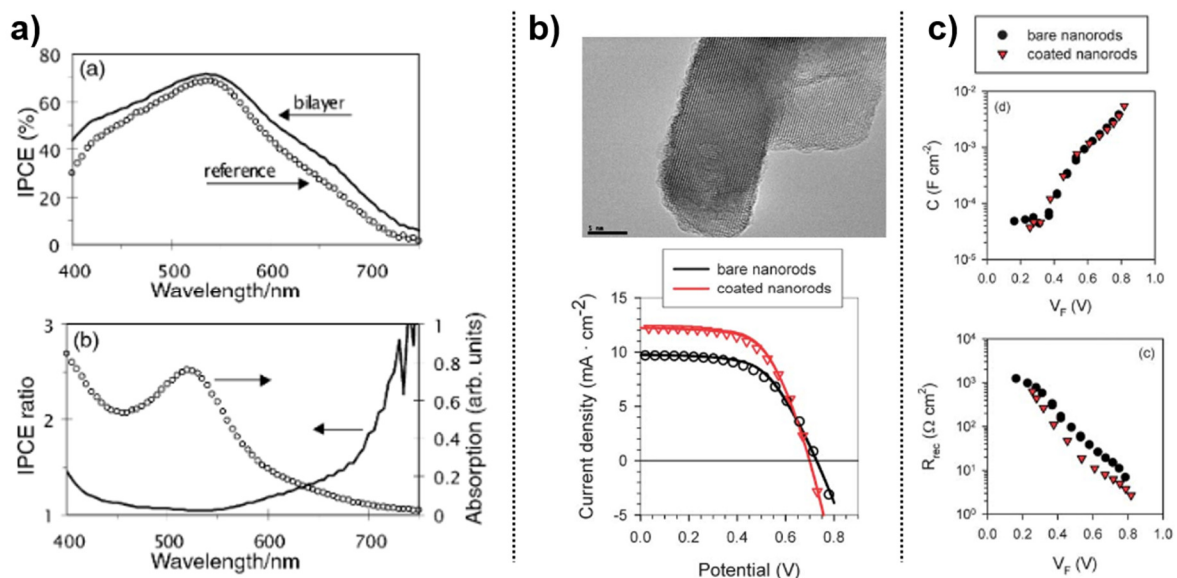 a)
(a)
80
60
40
20
0
IPCE (%)
bilayer
reference
400 500 600 700
Wavelength/nm
(b)
3
2
1
IPCE ratio
1
0.8
0.6
0.4
0.2
0
Absorption (arb. units)
400 500 600 700
Wavelength/nm
b)
5 nm
bare nanorods
coated nanorods
15
10
5
0
-5
Current density (mA · cm-2)
0.0 0.2 0.4 0.6 0.8
Potential (V)
c)
bare nanorods
coated nanorods
(d)
10-2
10-3
10-4
10-5
C (F cm-2)
0.0 0.2 0.4 0.6 0.8 1.0
VF (V)
(c)
104
103
102
101
100
Rrec (Ω cm2)
0.0 0.2 0.4 0.6 0.8 1.0
VF (V)